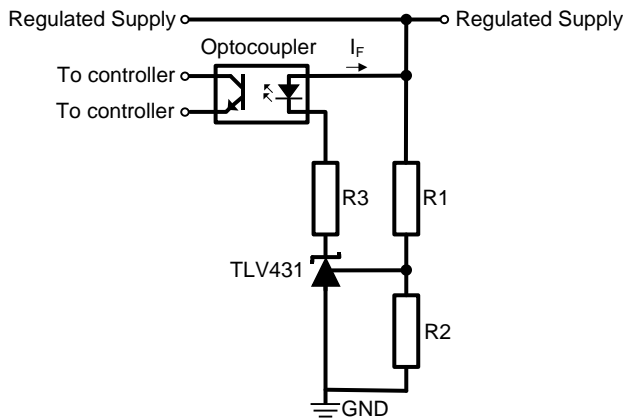 Regulated Supply
Regulated Supply
Optocoupler
IF
To controller
To controller
R3
R1
TLV431
R2
GND